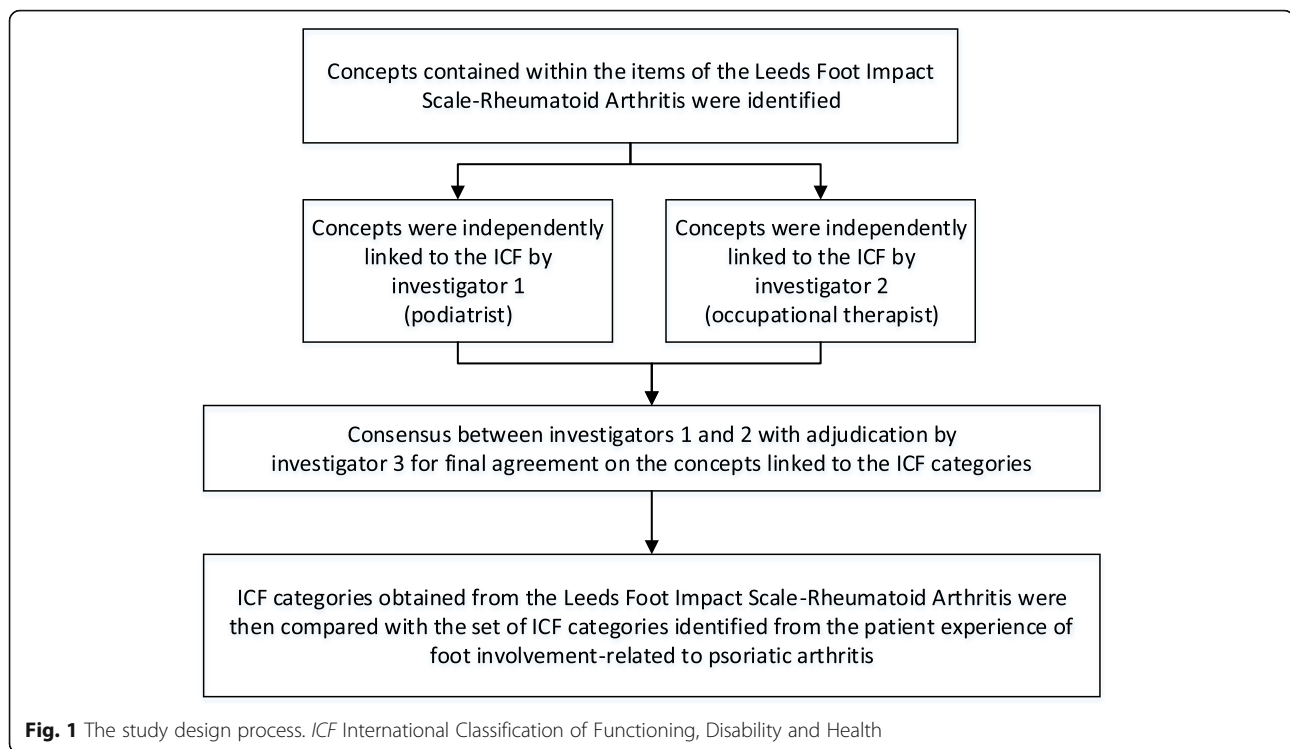 Concepts contained within the items of the Leeds Foot Impact
Scale-Rheumatoid Arthritis were identified
Concepts were independently
linked to the ICF by
investigator 1
(podiatrist)
Concepts were independently
linked to the ICF by
investigator 2
(occupational therapist)
Consensus between investigators 1 and 2 with adjudication by
investigator 3 for final agreement on the concepts linked to the ICF categories
ICF categories obtained from the Leeds Foot Impact Scale-Rheumatoid Arthritis were
then compared with the set of ICF categories identified from the patient experience of
foot involvement-related to psoriatic arthritis
Fig. 1 The study design process. ICF International Classification of Functioning, Disability and Health